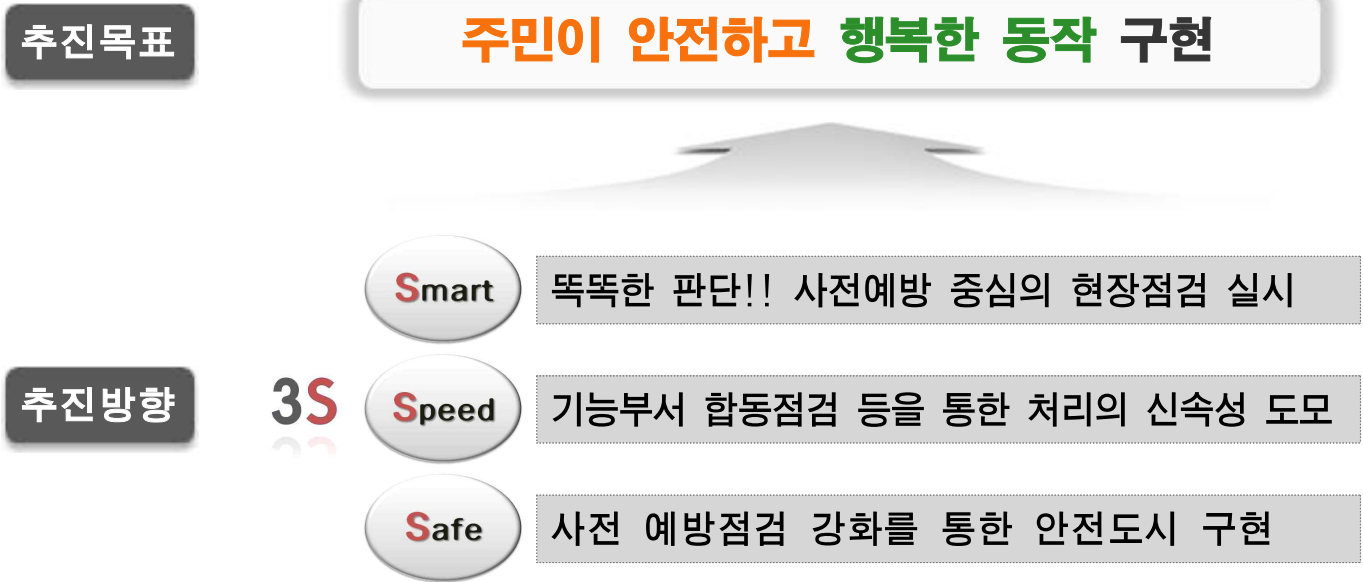 추진목표
주민이 안전하고 행복한 동작 구현
Smart 똑똑한 판단!! 사전예방 중심의 현장점검 실시
추진방향
3S
Speed 기능부서 합동점검 등을 통한 처리의 신속성 도모
Safe 사전 예방점검 강화를 통한 안전도시 구현